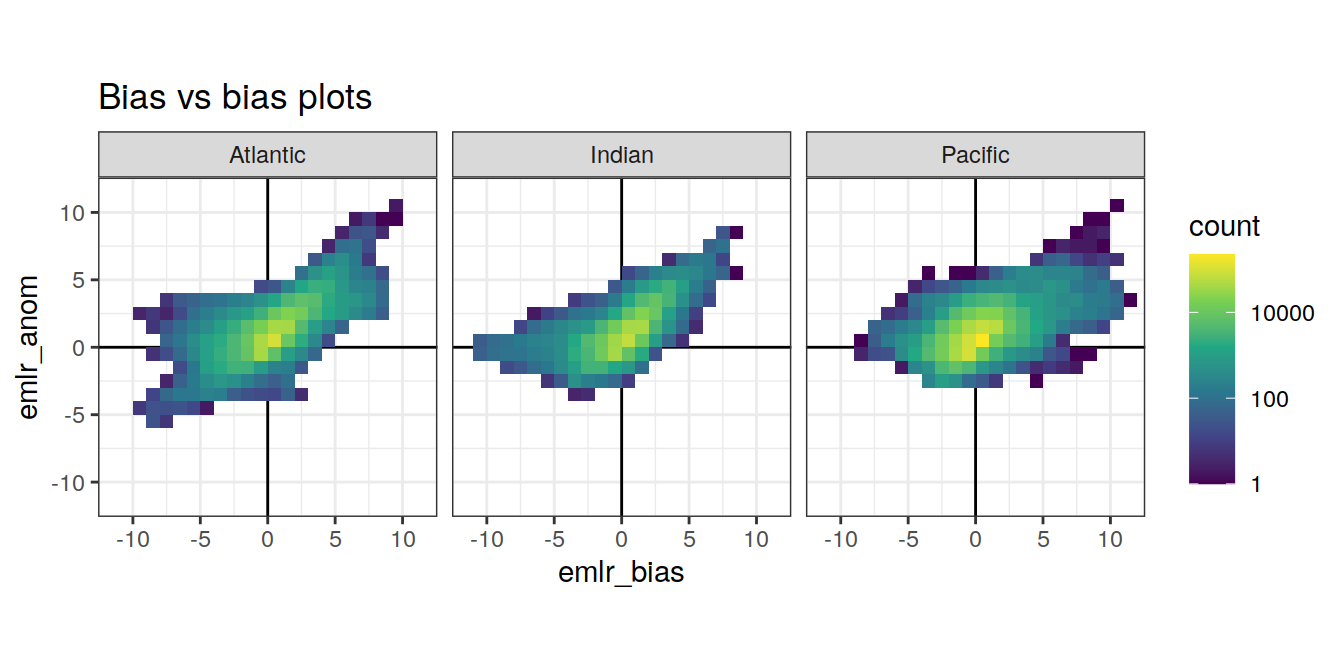 Bias vs bias plots
Atlantic Indian Pacific
count
10000
100
1
emlr_anom
10
5
0
-5
-10
-10 -5 0 5 10 -10 -5 0 5 10 -10 -5 0 5 10
emlr_bias